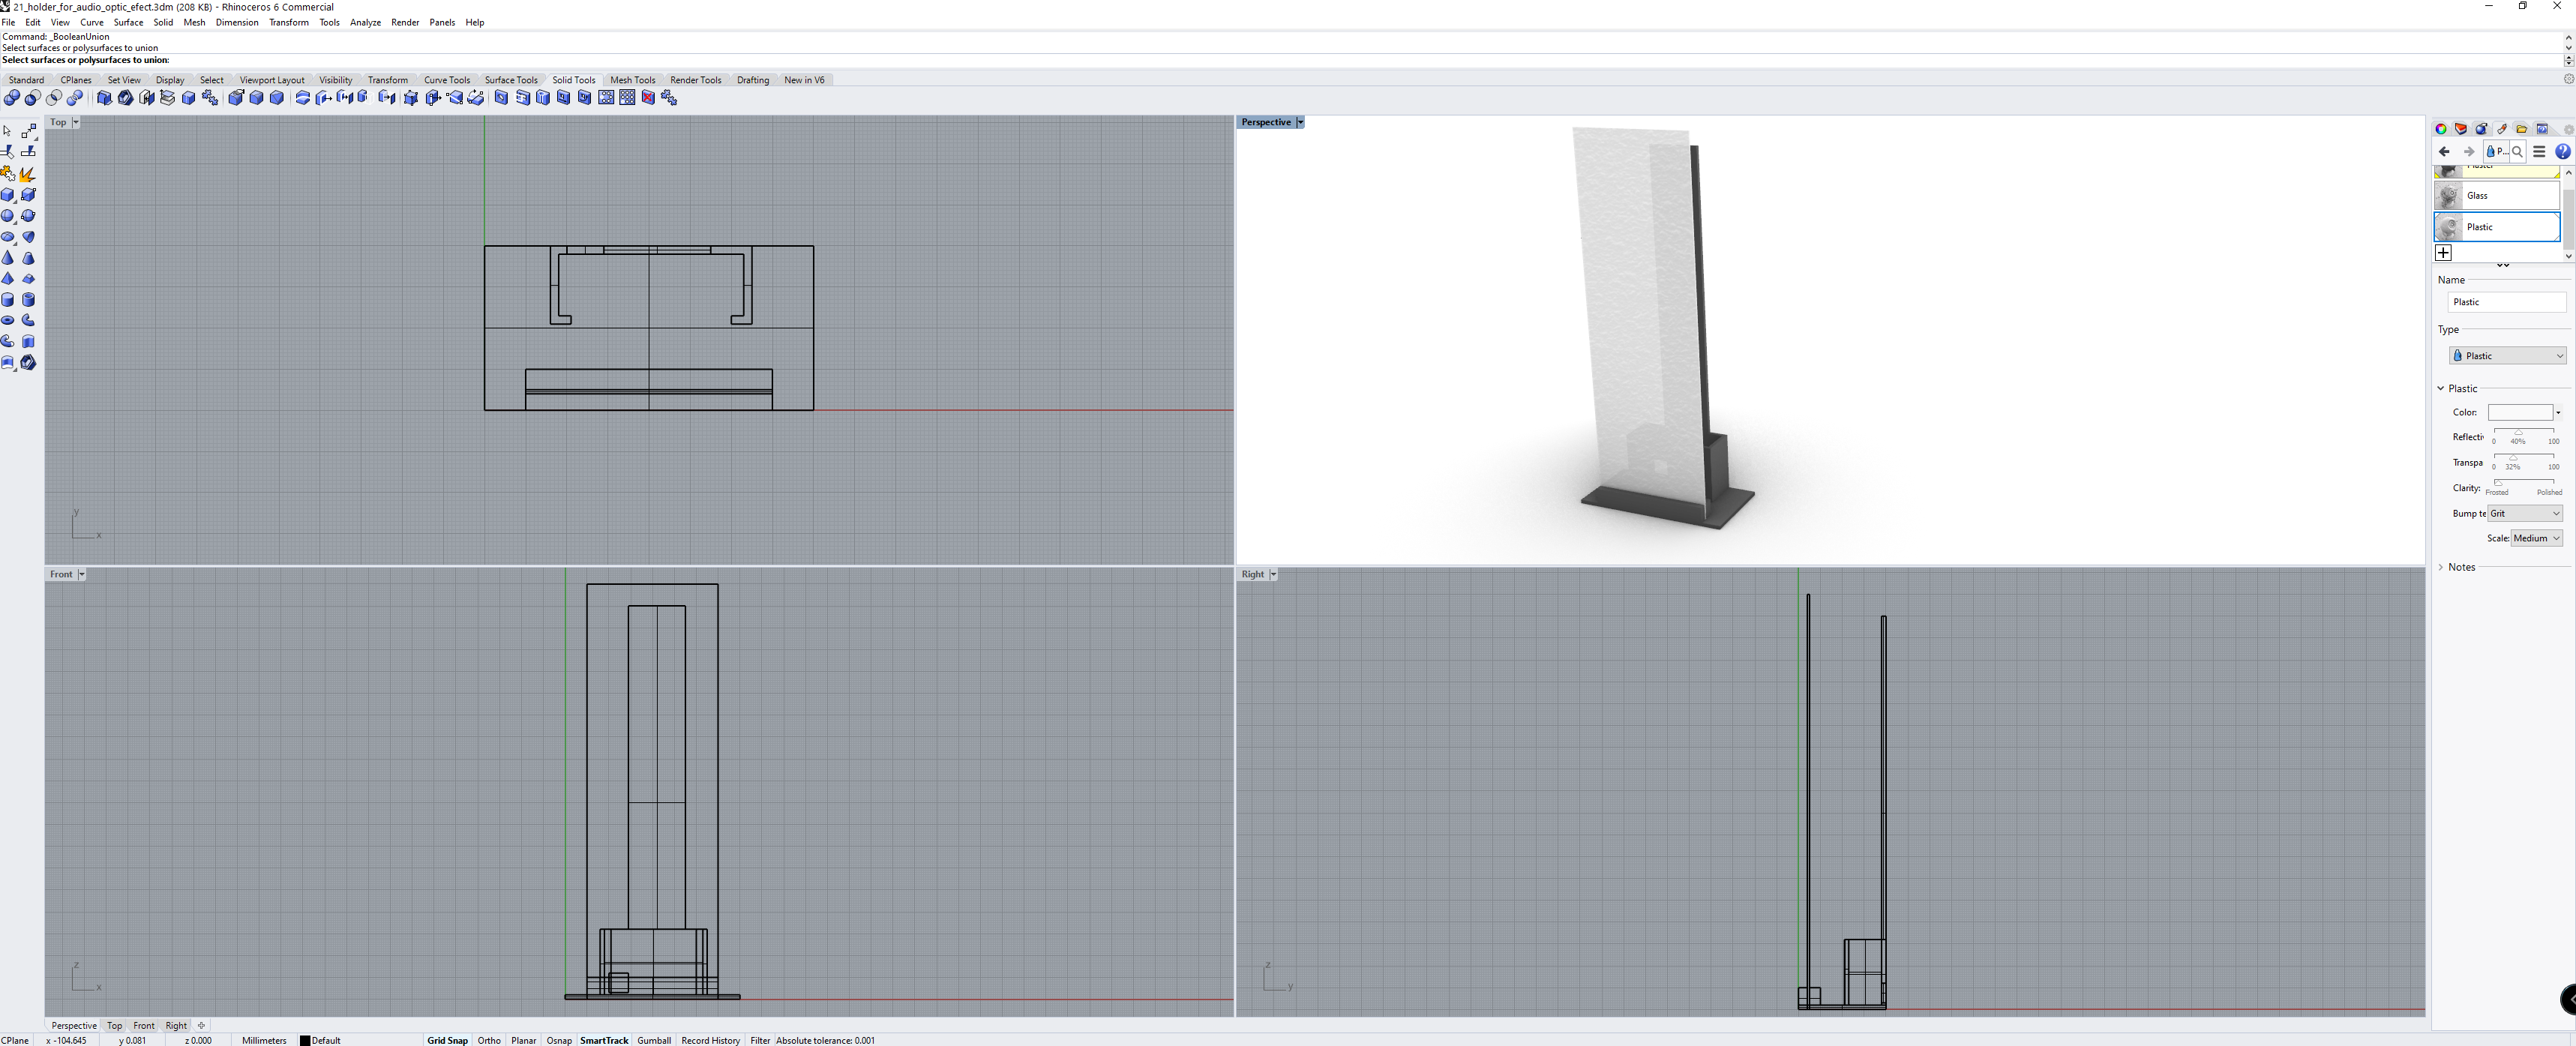 21_holder_for_audio_optic_efect.3dm (208 KB) - Rhinoceros 6 Commercial
File Edit View Curve Surface Solid Mesh Dimension Transform Tools Analyze Render Panels Help
Command: _BooleanUnion
Select surfaces or polysurfaces to union
Select surfaces or polysurfaces to union:
Standard CPlanes Set View Display Select Viewport Layout Visibility Transform Curve Tools Surface Tools Solid Tools Mesh Tools Render Tools Drafting New in V6
Top
Perspective
P...
Plaster
Glass
Plastic
Name
Plastic
Type
Plastic
Plastic
Color:
Reflecti
0 40% 100
Transpa
0 32% 100
Clarity:
Frosted Polished
Bump te Grit
Scale: Medium
Notes
y
x
Front
Right
z
x
z
y
Perspective Top Front Right
CPlane x -104.645 y 0.081 z 0.000 Millimeters Default Grid Snap Ortho Planar Osnap SmartTrack Gumball Record History Filter Absolute tolerance: 0.001